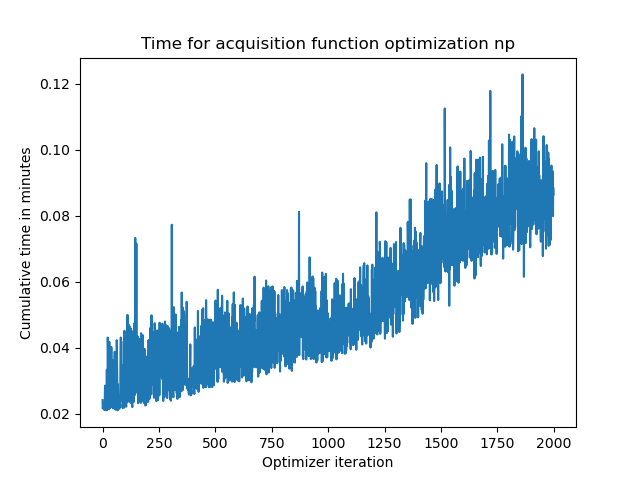 Time for acquisition function optimization np
0.12
0.10
0.08
0.06
0.04
0.02
Cumulative time in minutes
0 250 500 750 1000 1250 1500 1750 2000
Optimizer iteration